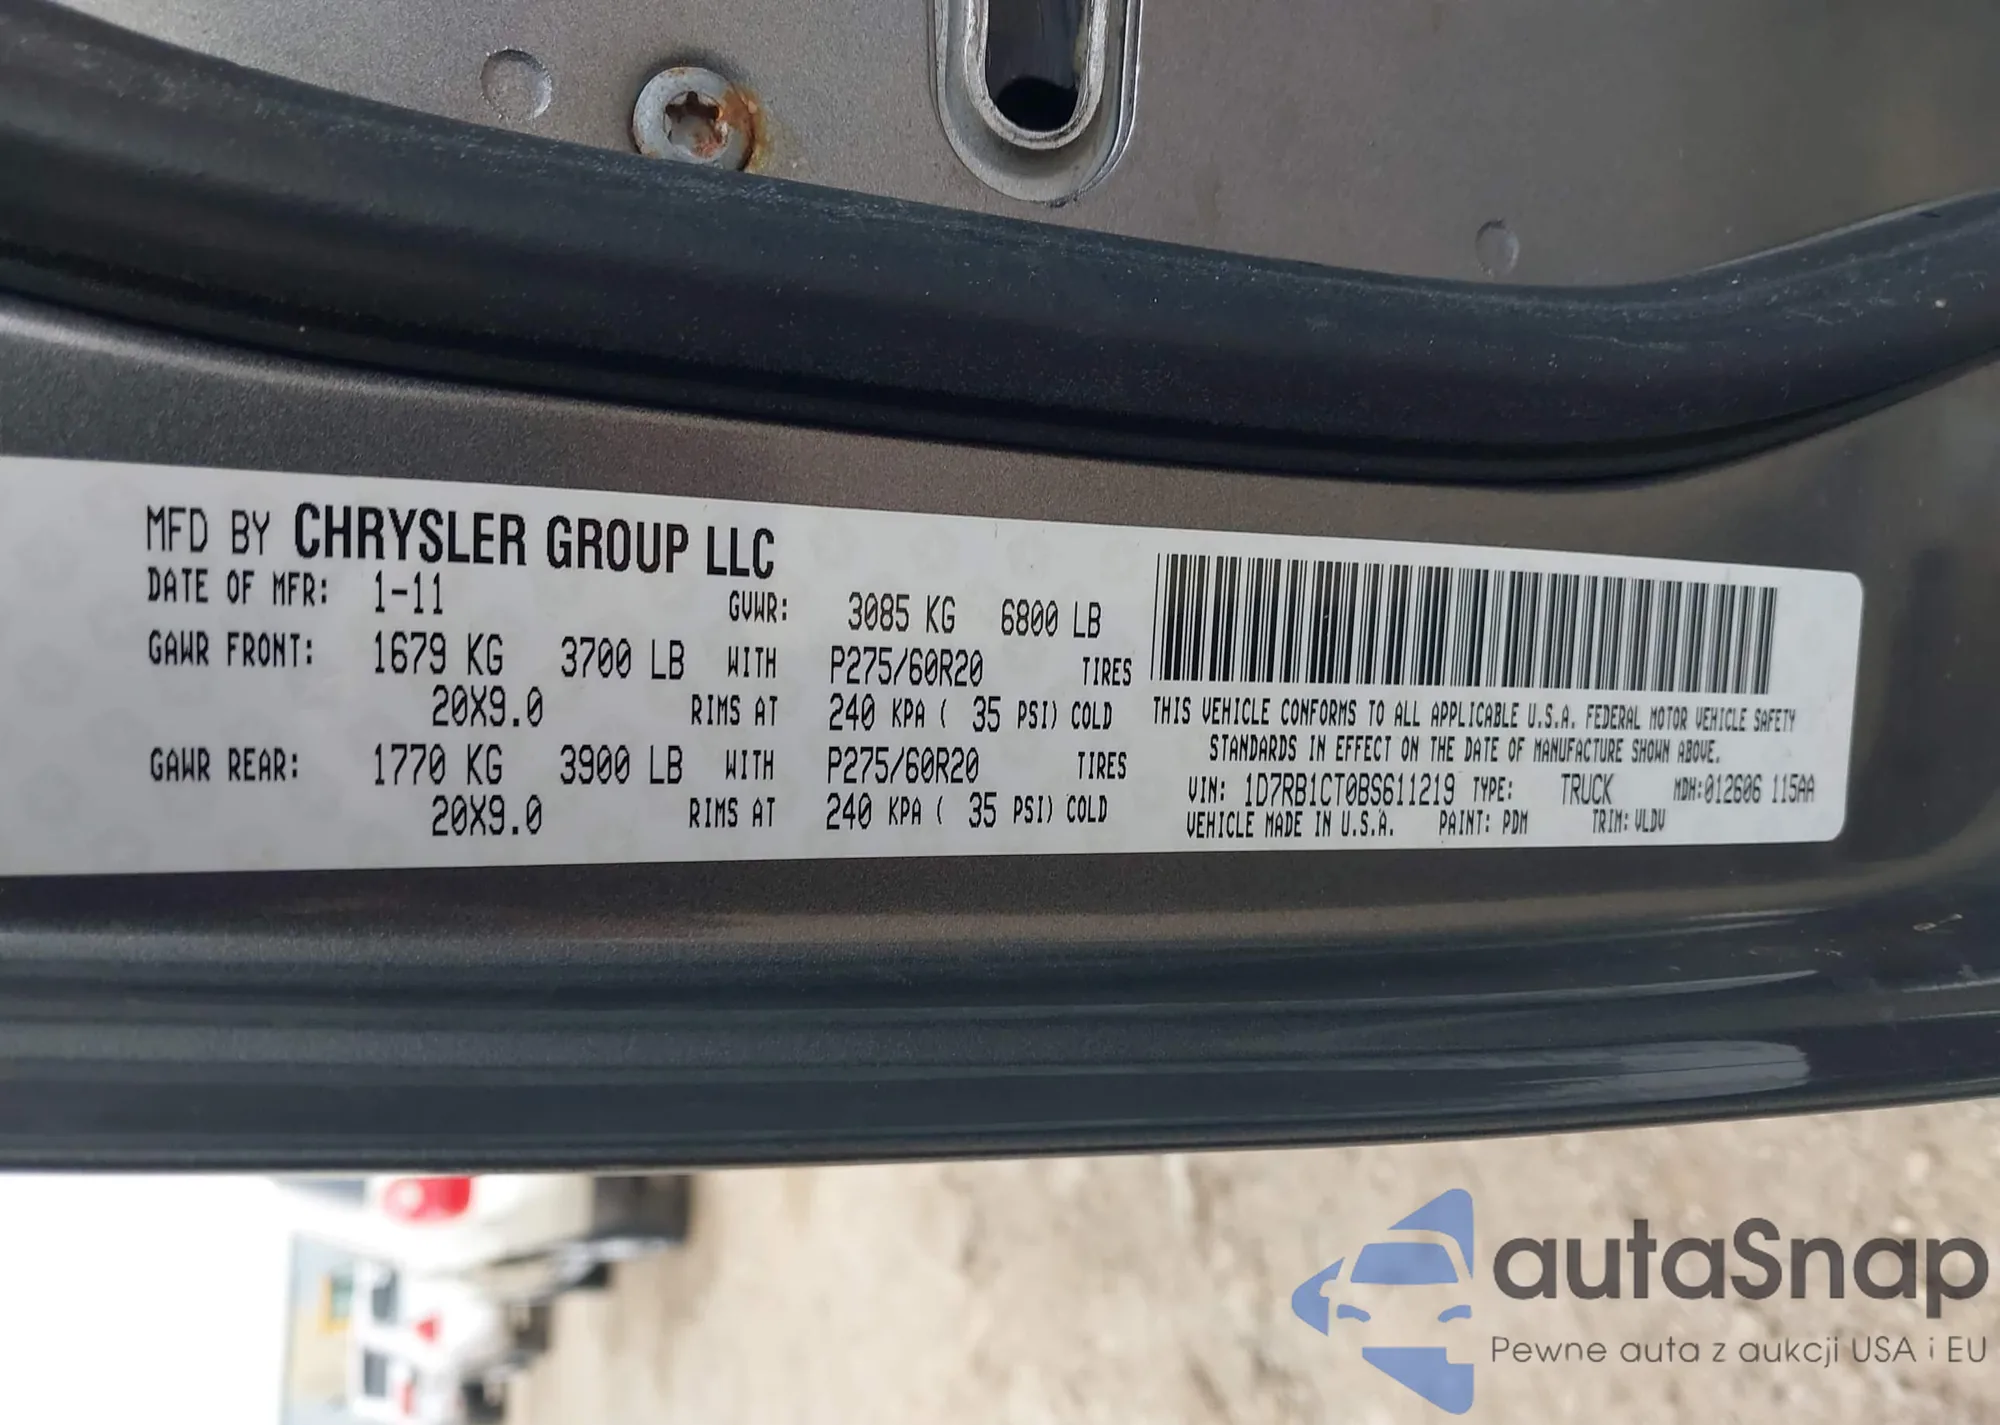 MFD BY CHRYSLER GROUP LLC
DATE OF MFR: 1-11 GVWR: 3085 KG 6800 LB
GAWR FRONT: 1679 KG 3700 LB WITH P275/60R20 TIRES
20X9.0 RIMS AT 240 KPA ( 35 PSI) COLD
GAWR REAR: 1770 KG 3900 LB WITH P275/60R20 TIRES
20X9.0 RIMS AT 240 KPA ( 35 PSI) COLD
THIS VEHICLE CONFORMS TO ALL APPLICABLE U.S.A. FEDERAL MOTOR VEHICLE SAFETY
STANDARDS IN EFFECT ON THE DATE OF MANUFACTURE SHOWN ABOVE.
VIN: 1D7RB1CT0BS611219 TYPE: TRUCK MDH:012606 115AA
VEHICLE MADE IN U.S.A. PAINT: PDM TRIM: VLDV
autaSnap
Pewne auta z aukcji USA i EU